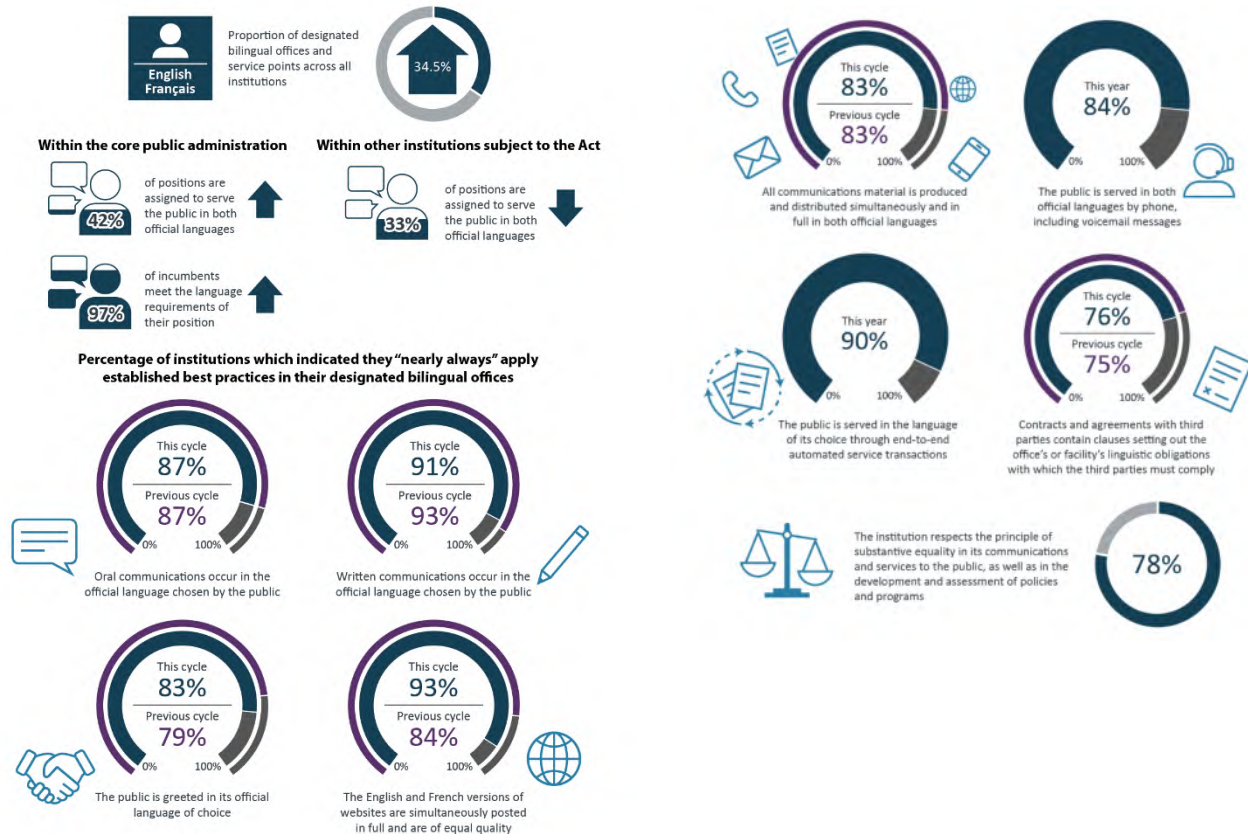 English
Français
Proportion of designated
bilingual offices and
service points across all
institutions
34.5%
Within the core public administration
42%
of positions are
assigned to serve
the public in both
official languages
97%
of incumbents
meet the language
requirements of
their position
Within other institutions subject to the Act
33%
of positions are
assigned to serve
the public in both
official languages
Percentage of institutions which indicated they “nearly always” apply
established best practices in their designated bilingual offices
This cycle
87%
Previous cycle
87%
0% 100%
Oral communications occur in the
official language chosen by the public
This cycle
91%
Previous cycle
93%
0% 100%
Written communications occur in the
official language chosen by the public
This cycle
83%
Previous cycle
79%
0% 100%
The public is greeted in its official
language of choice
This cycle
93%
Previous cycle
84%
0% 100%
The English and French versions of
websites are simultaneously posted
in full and are of equal quality
This cycle
83%
Previous cycle
83%
0% 100%
All communications material is produced
and distributed simultaneously and in
full in both official languages
This year
84%
0% 100%
The public is served in both
official languages by phone,
including voicemail messages
This year
90%
0% 100%
The public is served in the language
of its choice through end-to-end
automated service transactions
This cycle
76%
Previous cycle
75%
0% 100%
Contracts and agreements with third
parties contain clauses setting out the
office's or facility's linguistic obligations
with which the third parties must comply
The institution respects the principle of
substantive equality in its communications
and services to the public, as well as in the
development and assessment of policies
and programs
78%